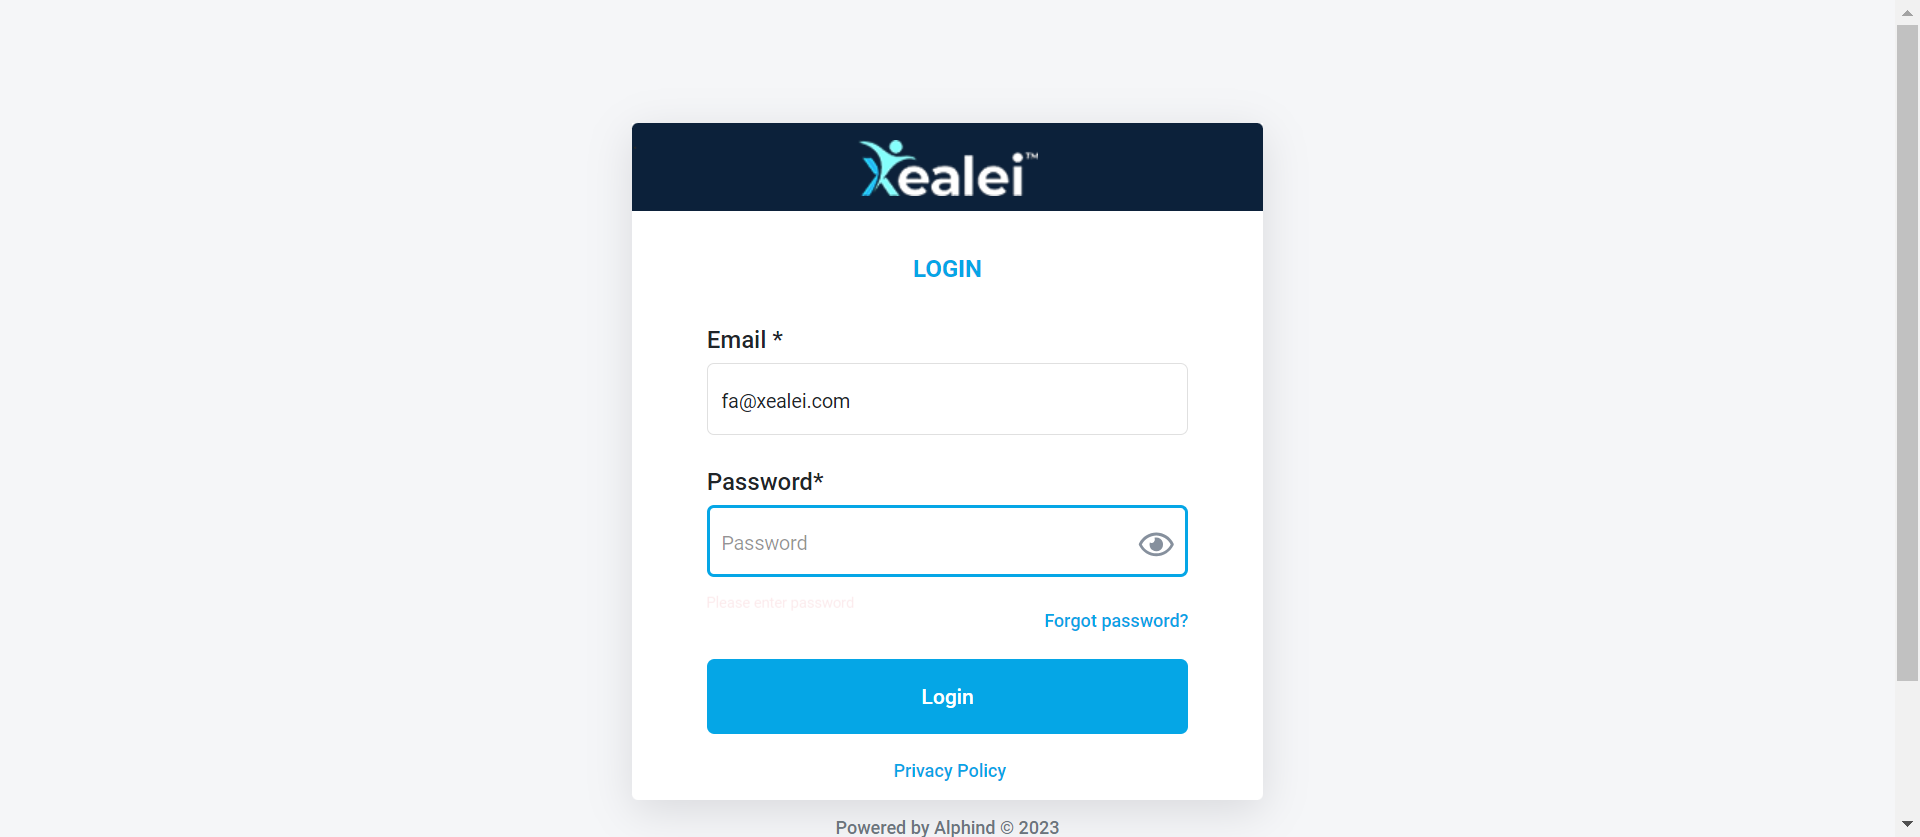 Xealei™
LOGIN
Email *
fa@xealei.com
Password*
Password
Please enter password
Forgot password?
Login
Privacy Policy
Powered by Alphind © 2023